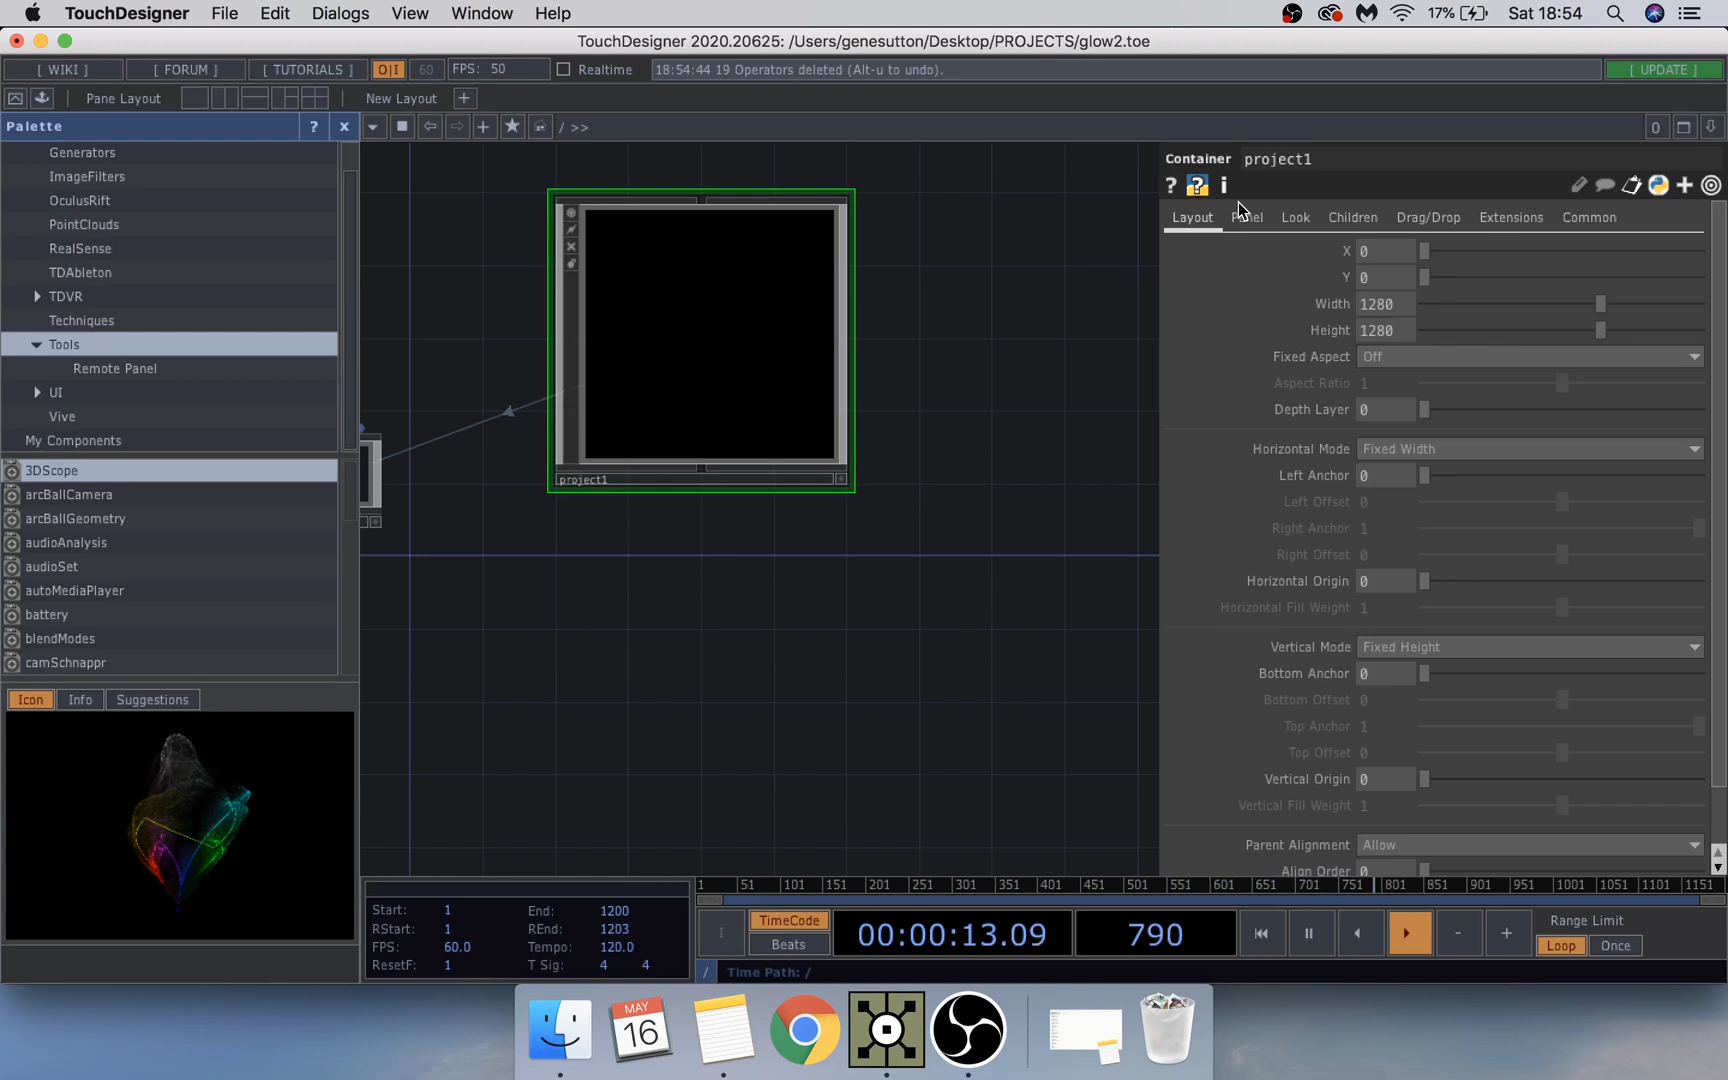 TouchDesigner File Edit Dialogs View Window Help 17% Sat 18:54
TouchDesigner 2020.20625: /Users/genesutton/Desktop/PROJECTS/glow2.toe
[ WIKI ] [ FORUM ] [ TUTORIALS ] O|I 60 FPS: 50 Realtime 18:54:44 19 Operators deleted (Alt-u to undo). [ UPDATE ]
Pane Layout New Layout +
Palette ? x / >> 0
Generators
ImageFilters
OculusRift
PointClouds
RealSense
TDAbleton
TDVR
Techniques
Tools
Remote Panel
UI
Vive
My Components
3DScope
arcBallCamera
arcBallGeometry
audioAnalysis
audioSet
autoMediaPlayer
battery
blendModes
camSchnappr
Icon Info Suggestions
project1
Container project1
? ? i
Layout Panel Look Children Drag/Drop Extensions Common
X 0
Y 0
Width 1280
Height 1280
Fixed Aspect Off
Aspect Ratio 1
Depth Layer 0
Horizontal Mode Fixed Width
Left Anchor 0
Left Offset 0
Right Anchor 1
Right Offset 0
Horizontal Origin 0
Horizontal Fill Weight 1
Vertical Mode Fixed Height
Bottom Anchor 0
Bottom Offset 0
Top Anchor 1
Top Offset 0
Vertical Origin 0
Vertical Fill Weight 1
Parent Alignment Allow
Align Order 0
1 51 101 151 201 251 301 351 401 451 501 551 601 651 701 751 801 851 901 951 1001 1051 1101 1151
Start: 1 End: 1200
RStart: 1 REnd: 1203
FPS: 60.0 Tempo: 120.0
ResetF: 1 T Sig: 4 4
I TimeCode Beats 00:00:13.09 790 - + Range Limit
Loop Once
/ Time Path: /
MAY
16